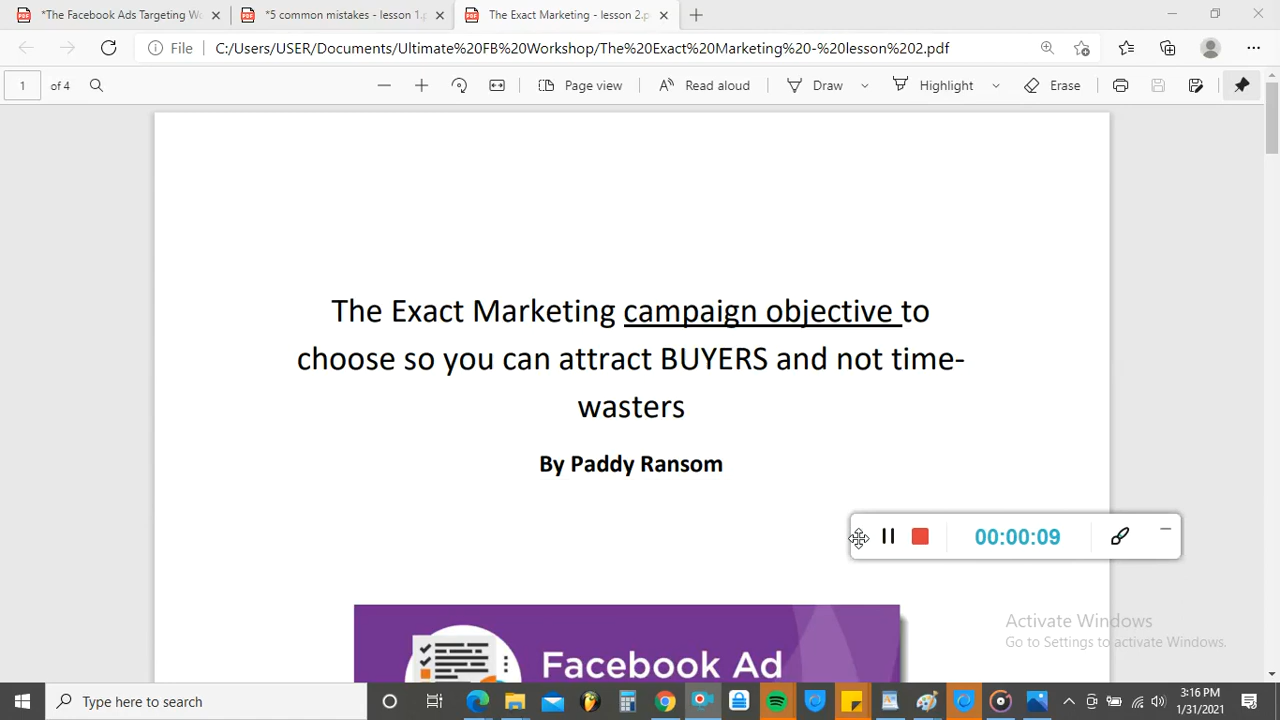 *The Facebook Ads Targeting Wo
*5 common mistakes - lesson 1.p
The Exact Marketing - lesson 2.p
File
C:/Users/USER/Documents/Ultimate%20FB%20Workshop/The%20Exact%20Marketing%20-%20lesson%202.pdf
1 of 4
Page view
Read aloud
Draw
Highlight
Erase
The Exact Marketing campaign objective to
choose so you can attract BUYERS and not time-
wasters
By Paddy Ransom
00:00:09
Activate Windows
Go to Settings to activate Windows.
Facebook Ad
Type here to search
3:16 PM
1/31/2021